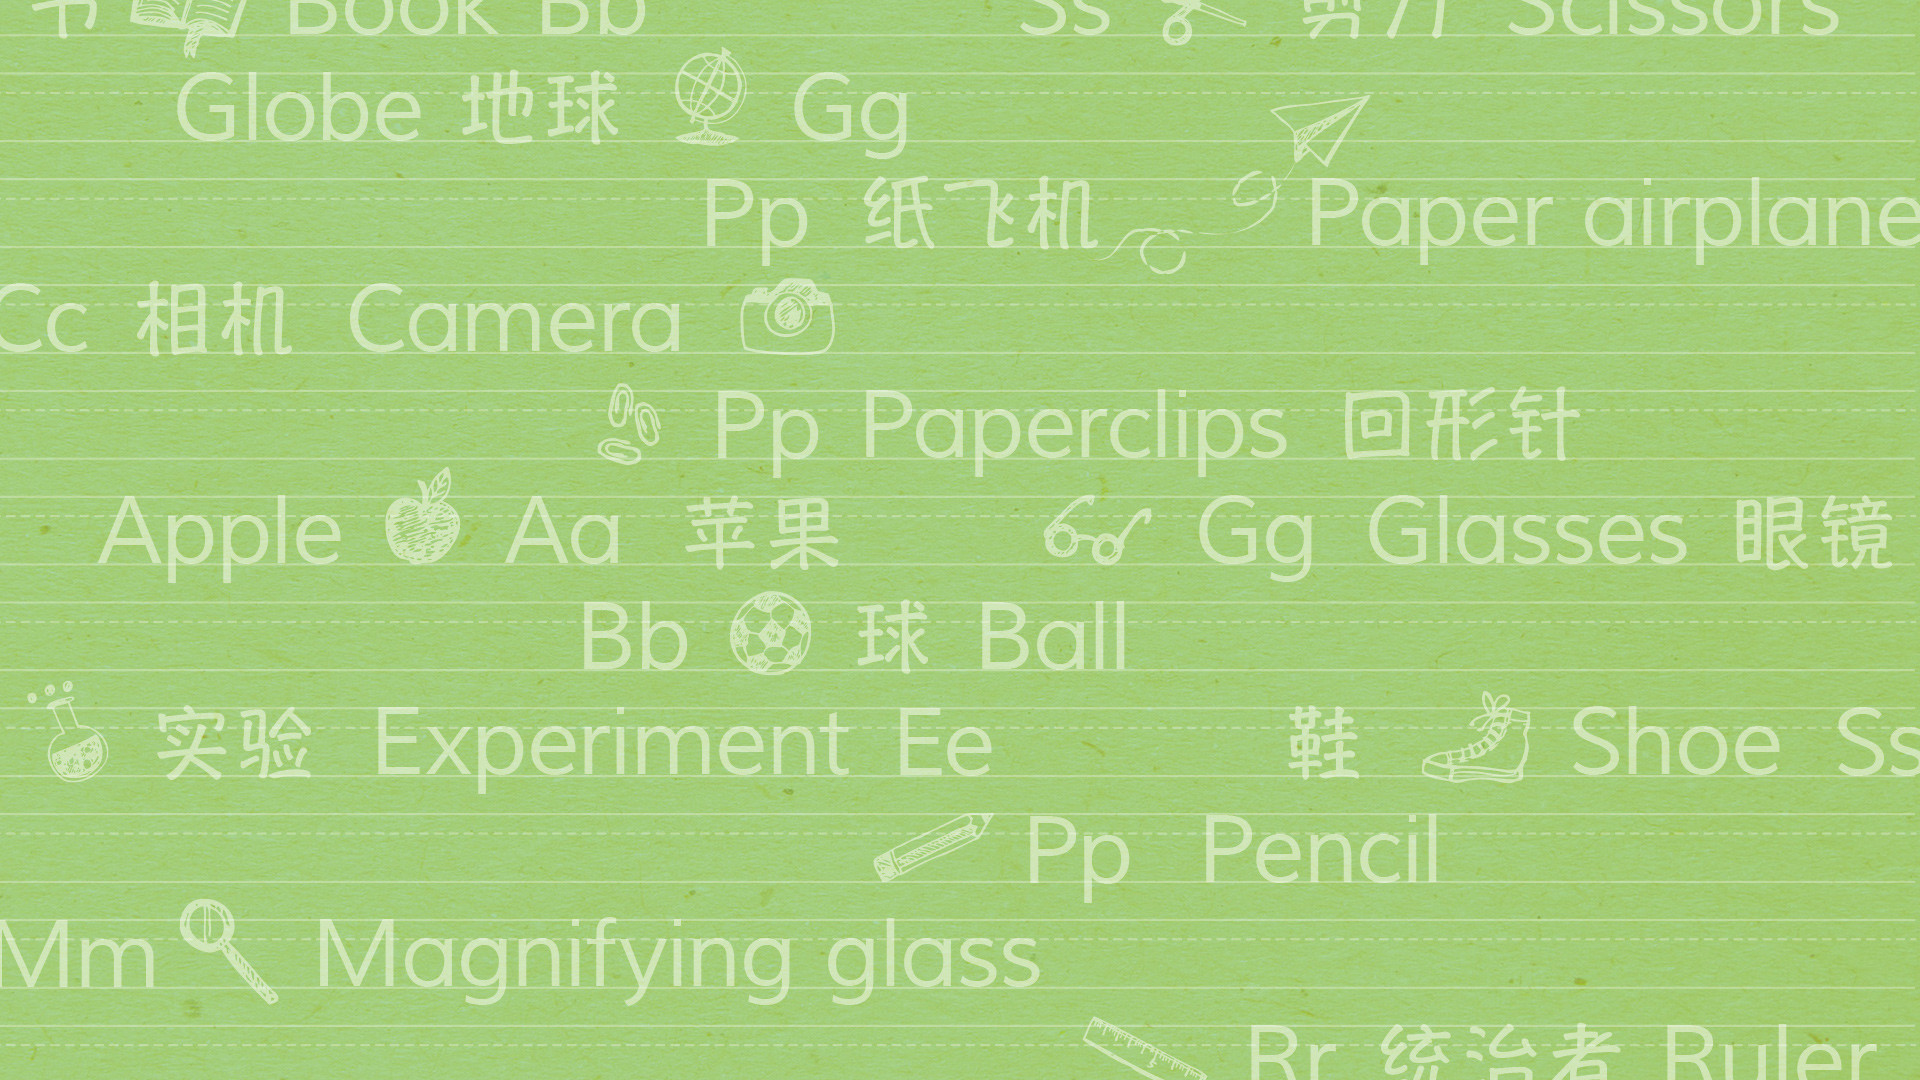 书 Book Bb Ss 剪刀 Scissors
Globe 地球 Gg
Pp 纸飞机 Paper airplane
Cc 相机 Camera
Pp Paperclips 回形针
Apple Aa 苹果 Gg Glasses 眼镜
Bb 球 Ball
实验 Experiment Ee 鞋 Shoe Ss
Pp Pencil
Mm Magnifying glass
Rr 统治者 Ruler